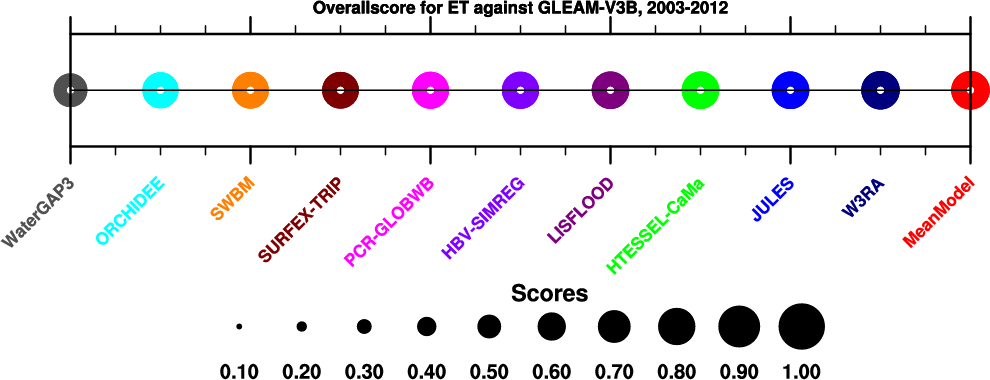 Overallscore for ET against GLEAM-V3B, 2003-2012
WaterGAP3
ORCHIDEE
SWBM
SURFEX-TRIP
PCR-GLOBWB
HBV-SIMREG
LISFLOOD
HTESSEL-CaMa
JULES
W3RA
MeanModel
Scores
0.10 0.20 0.30 0.40 0.50 0.60 0.70 0.80 0.90 1.00